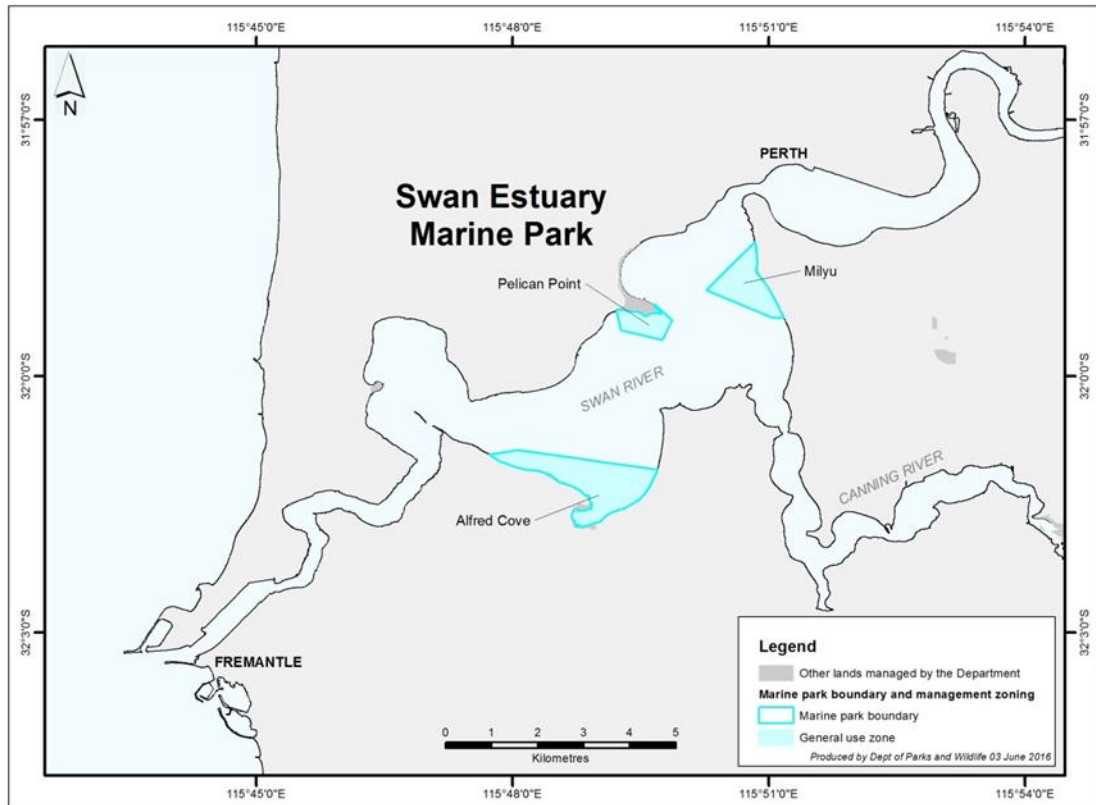 115°45'0"E
115°48'0"E
115°51'0"E
115°54'0"E
N
31°57'0"S
31°57'0"S
PERTH
Swan Estuary
Marine Park
Pelican Point
Milyu
32°0'0"S
32°0'0"S
SWAN RIVER
CANNING RIVER
Alfred Cove
32°3'0"S
32°3'0"S
FREMANTLE
Legend
Other lands managed by the Department
Marine park boundary and management zoning
Marine park boundary
General use zone
Produced by Dept of Parks and Wildlife 03 June 2016
0 1 2 3 4 5
Kilometres
115°45'0"E
115°48'0"E
115°51'0"E
115°54'0"E